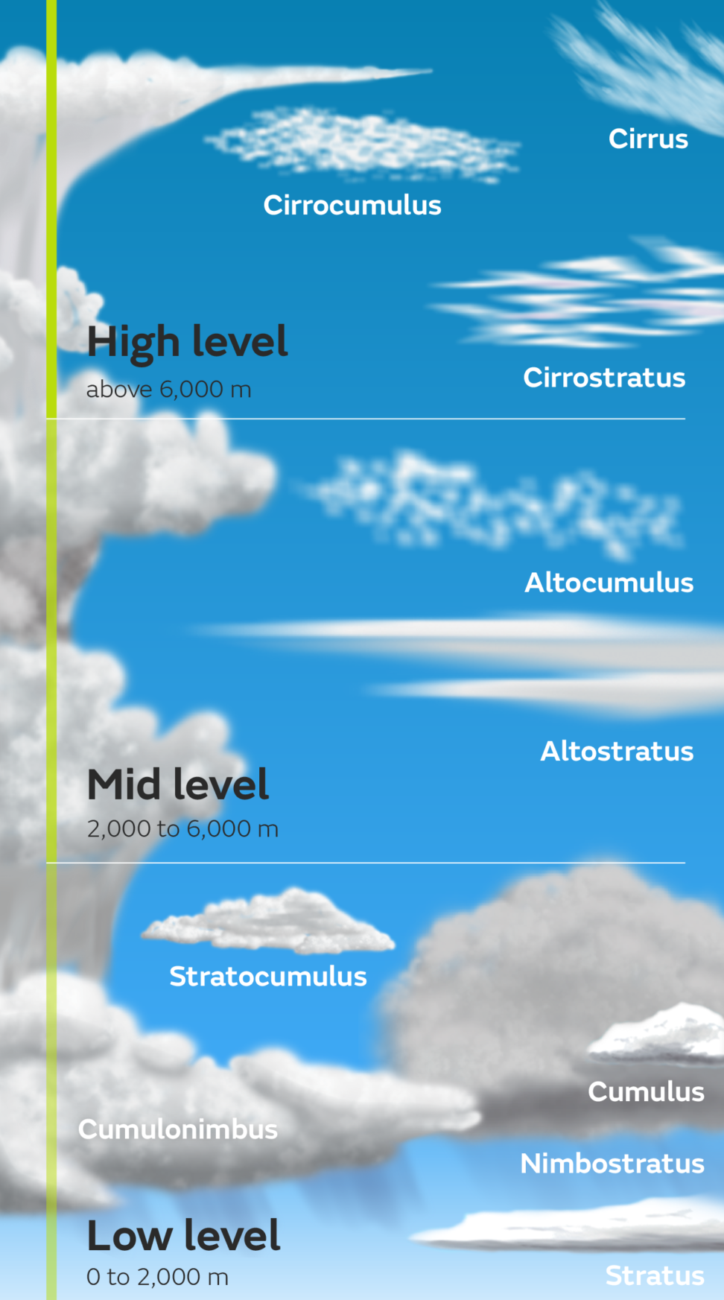 Cirrus
Cirrocumulus
Cirrostratus
High level
above 6,000 m
Altocumulus
Altostratus
Mid level
2,000 to 6,000 m
Stratocumulus
Cumulus
Cumulonimbus
Nimbostratus
Low level
0 to 2,000 m
Stratus